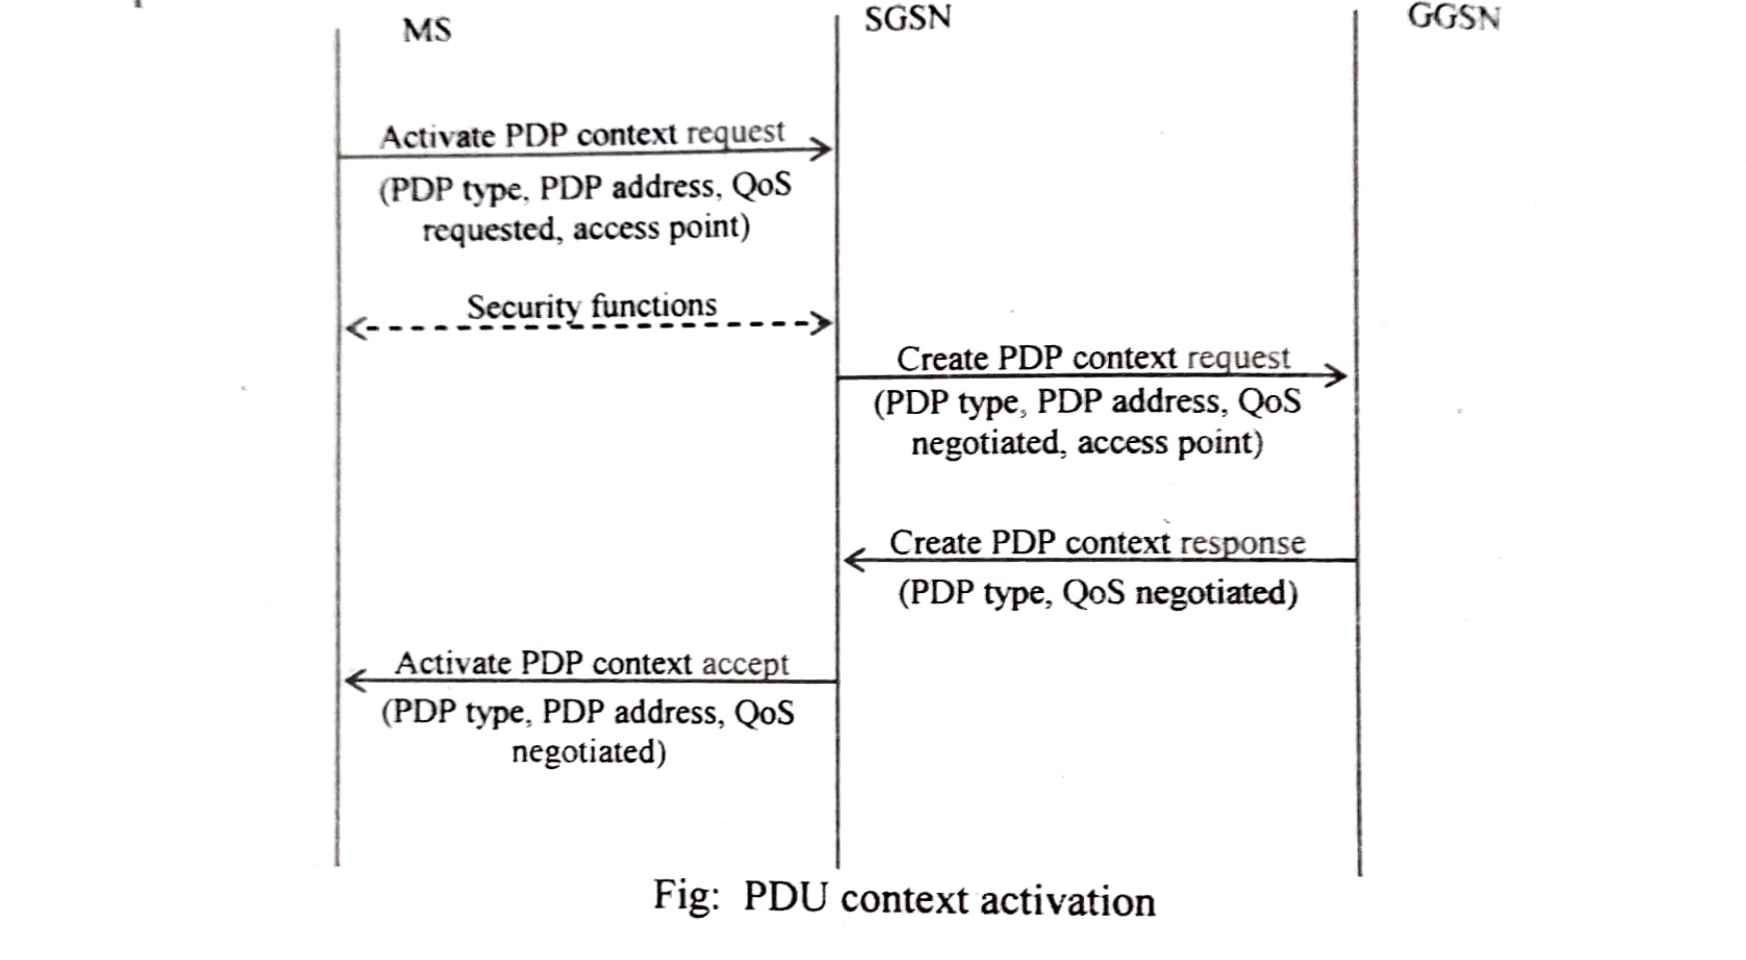 MS SGSN GGSN
Activate PDP context request
(PDP type, PDP address, QoS
requested, access point)
Security functions
Create PDP context request
(PDP type, PDP address, QoS
negotiated, access point)
Create PDP context response
(PDP type, QoS negotiated)
Activate PDP context accept
(PDP type, PDP address, QoS
negotiated)
Fig: PDU context activation